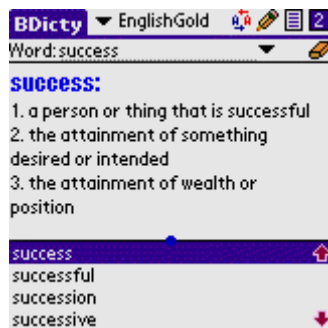 BDicty EnglishGold 2
Word: success
success:
1. a person or thing that is successful
2. the attainment of something
desired or intended
3. the attainment of wealth or
position
success
successful
succession
successive